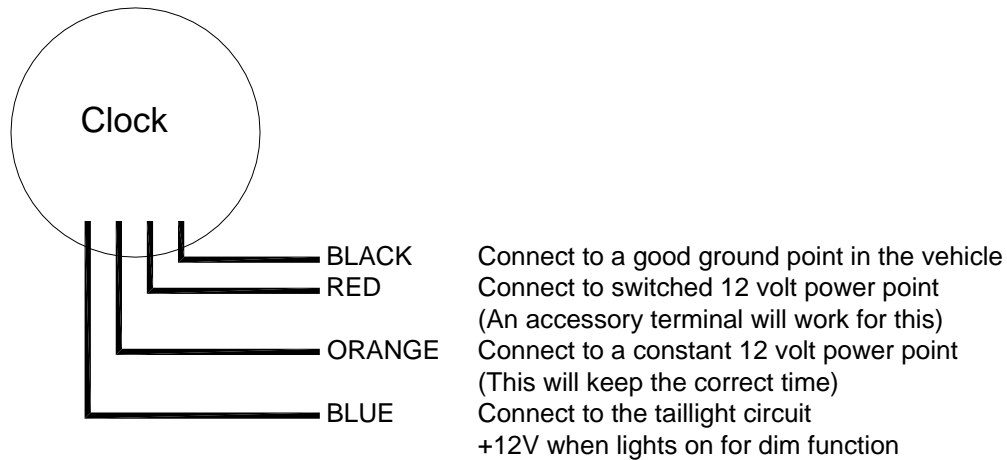 Clock
BLACK Connect to a good ground point in the vehicle
RED Connect to switched 12 volt power point
(An accessory terminal will work for this)
ORANGE Connect to a constant 12 volt power point
(This will keep the correct time)
BLUE Connect to the taillight circuit
+12V when lights on for dim function